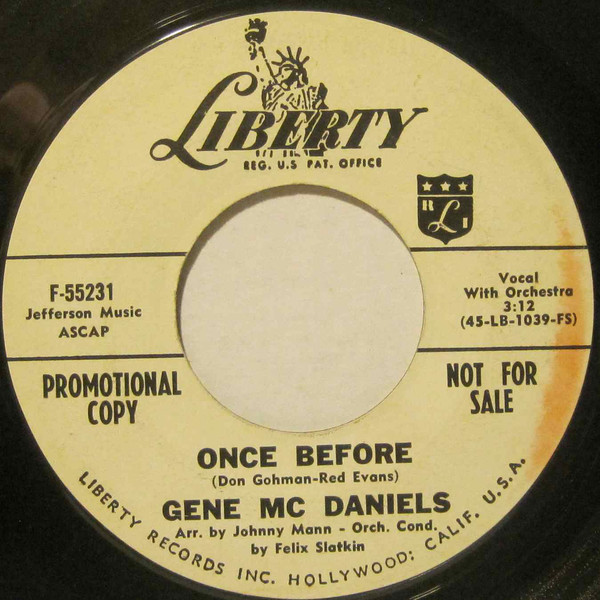 LIBERTY
REG. U.S PAT. OFFICE
R L I
F-55231
Jefferson Music
ASCAP
Vocal
With Orchestra
3:12
(45-LB-1039-FS)
PROMOTIONAL
COPY
NOT FOR
SALE
ONCE BEFORE
(Don Gohman-Red Evans)
GENE MC DANIELS
Arr. by Johnny Mann - Orch. Cond.
by Felix Slatkin
LIBERTY RECORDS INC. HOLLYWOOD; CALIF. U.S.A.